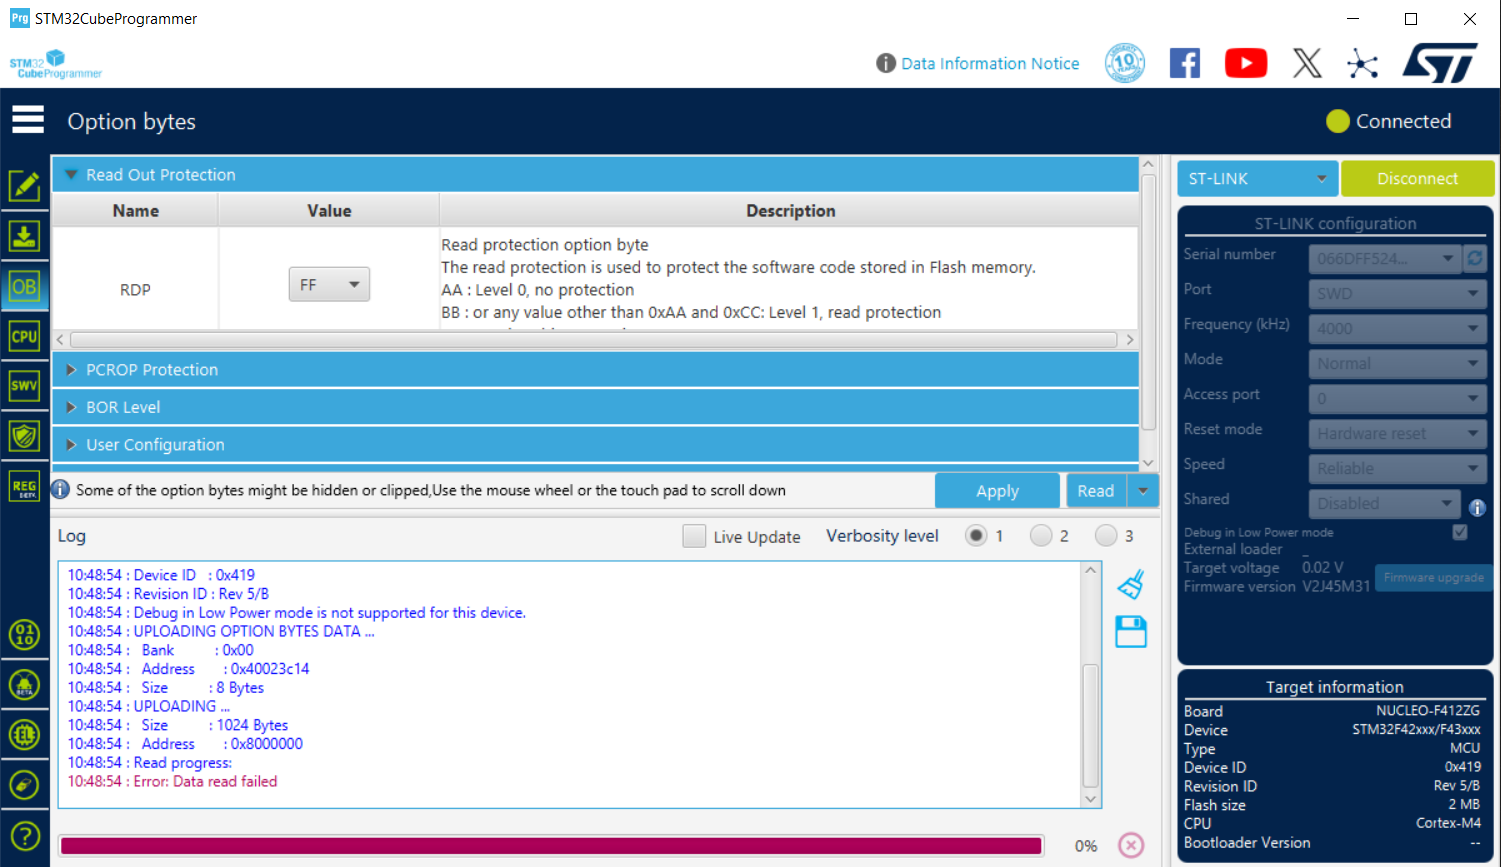 Prg STM32CubeProgrammer
STM32
CubeProgrammer
Data Information Notice
10
Option bytes
Connected
Read Out Protection
Name Value Description
RDP
FF
Read protection option byte
The read protection is used to protect the software code stored in Flash memory.
AA : Level 0, no protection
BB : or any value other than 0xAA and 0xCC: Level 1, read protection
PCROP Protection
BOR Level
User Configuration
Some of the option bytes might be hidden or clipped,Use the mouse wheel or the touch pad to scroll down
Apply
Read
Log
Live Update
Verbosity level
1
2
3
10:48:54 : Device ID : 0x419
10:48:54 : Revision ID : Rev 5/B
10:48:54 : Debug in Low Power mode is not supported for this device.
10:48:54 : UPLOADING OPTION BYTES DATA ...
10:48:54 : Bank : 0x00
10:48:54 : Address : 0x40023c14
10:48:54 : Size : 8 Bytes
10:48:54 : UPLOADING ...
10:48:54 : Size : 1024 Bytes
10:48:54 : Address : 0x8000000
10:48:54 : Read progress:
10:48:54 : Error: Data read failed
0%
OB
CPU
SWV
REG
01
10
BETA
EL
?
ST-LINK
Disconnect
ST-LINK configuration
Serial number 066DFF524...
Port SWD
Frequency (kHz) 4000
Mode Normal
Access port 0
Reset mode Hardware reset
Speed Reliable
Shared Disabled
Debug in Low Power mode
External loader _
Target voltage 0.02 V
Firmware version V2J45M31
Firmware upgrade
Target information
Board NUCLEO-F412ZG
Device STM32F42xxx/F43xxx
Type MCU
Device ID 0x419
Revision ID Rev 5/B
Flash size 2 MB
CPU Cortex-M4
Bootloader Version --